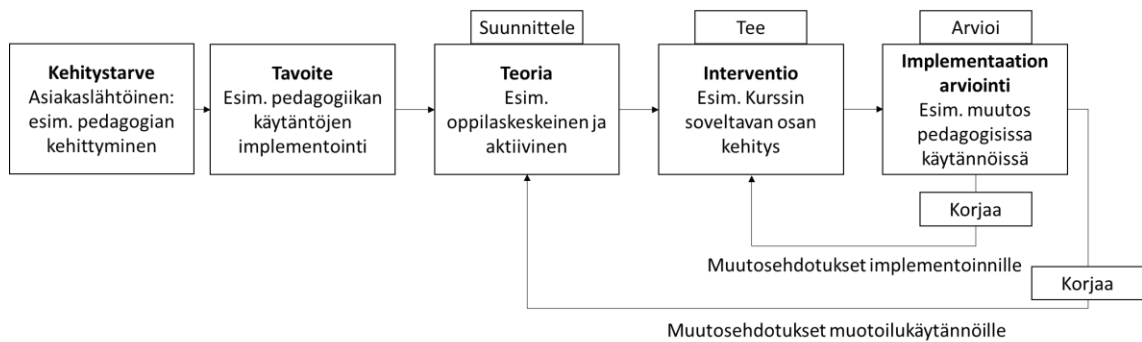 Suunnittele
Tee
Arvioi
Kehitystarve
Asiakaslähtöinen:
esim. pedagogian
kehittyminen
Tavoite
Esim. pedagogiikan
käytäntöjen
implementointi
Teoria
Esim.
oppilaskeskeinen ja
aktiivinen
Interventio
Esim. Kurssin
soveltavan osan
kehitys
Implementaation
arviointi
Esim. muutos
pedagogisissa
käytännöissä
Korjaa
Muutosehdotukset implementoinnille
Korjaa
Muutosehdotukset muotoilukäytännöille